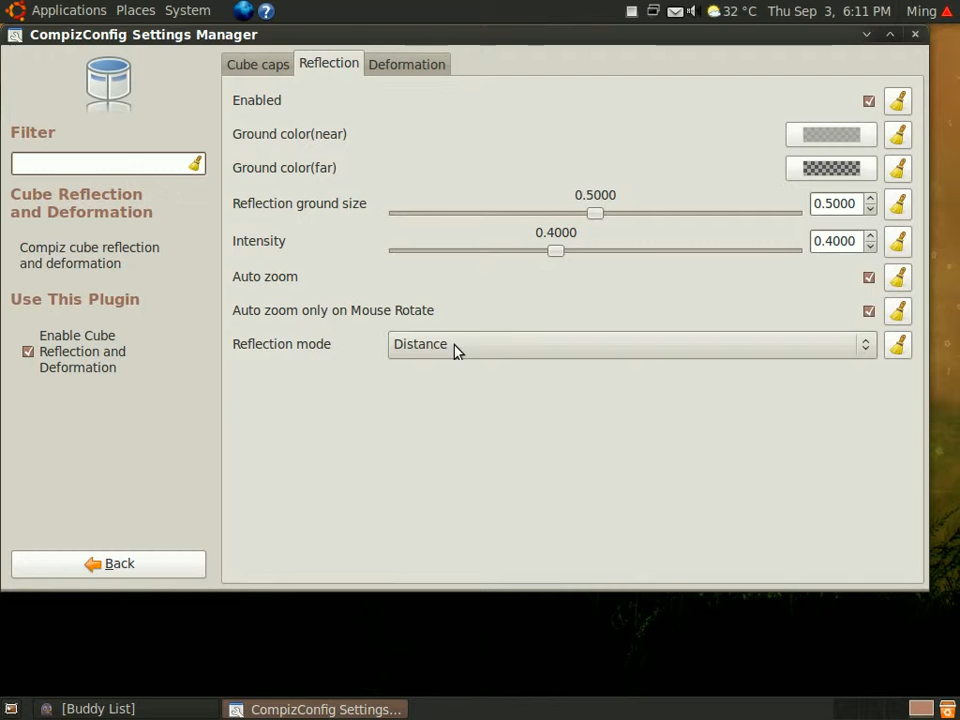 Applications Places System
32 °C Thu Sep 3, 6:11 PM Ming
CompizConfig Settings Manager
Filter
Cube Reflection
and Deformation
Compiz cube reflection
and deformation
Use This Plugin
Enable Cube
Reflection and
Deformation
Back
Cube caps Reflection Deformation
Enabled
Ground color(near)
Ground color(far)
Reflection ground size 0.5000 0.5000
Intensity 0.4000 0.4000
Auto zoom
Auto zoom only on Mouse Rotate
Reflection mode Distance
[Buddy List] CompizConfig Settings...